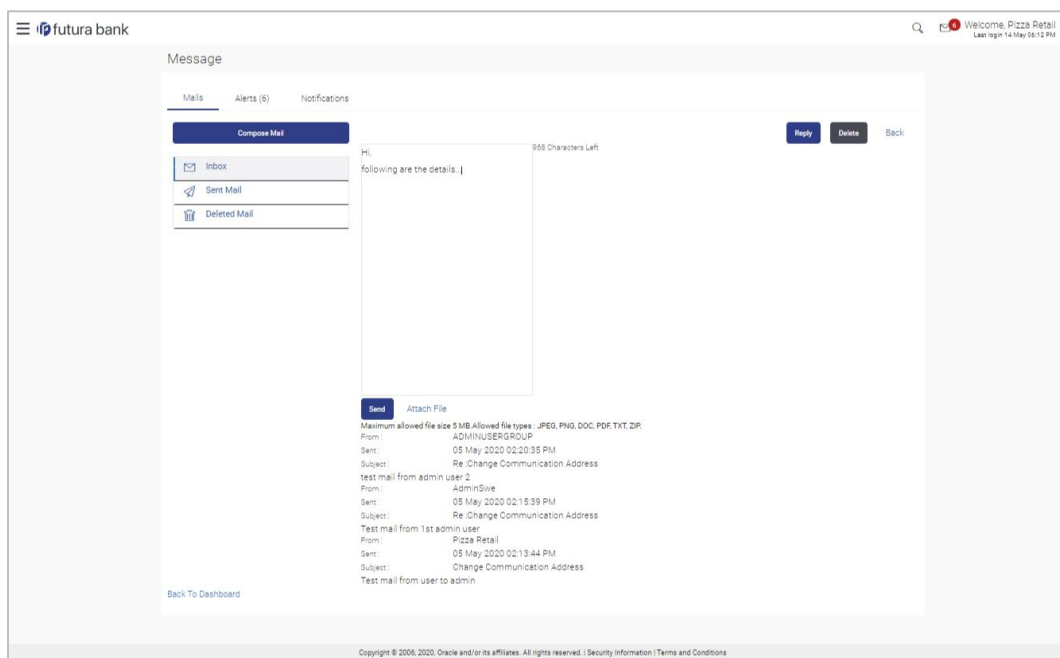 futura bank
6
Welcome, Pizza Retail
Last login 14 May 06:12 PM
Message
Mails
Alerts (6)
Notifications
Compose Mail
Inbox
Sent Mail
Deleted Mail
Reply
Delete
Back
968 Characters Left
Hi,
following are the details..
Send
Attach File
Maximum allowed file size 5 MB.Allowed file types : JPEG, PNG, DOC, PDF, TXT, ZIP.
From : ADMINUSERGROUP
Sent : 05 May 2020 02:20:35 PM
Subject : Re :Change Communication Address
test mail from admin user 2
From : AdminSwe
Sent : 05 May 2020 02:15:39 PM
Subject : Re :Change Communication Address
Test mail from 1st admin user
From : Pizza Retail
Sent : 05 May 2020 02:13:44 PM
Subject : Change Communication Address
Test mail from user to admin
Back To Dashboard
Copyright © 2006, 2020, Oracle and/or its affiliates. All rights reserved. | Security Information | Terms and Conditions